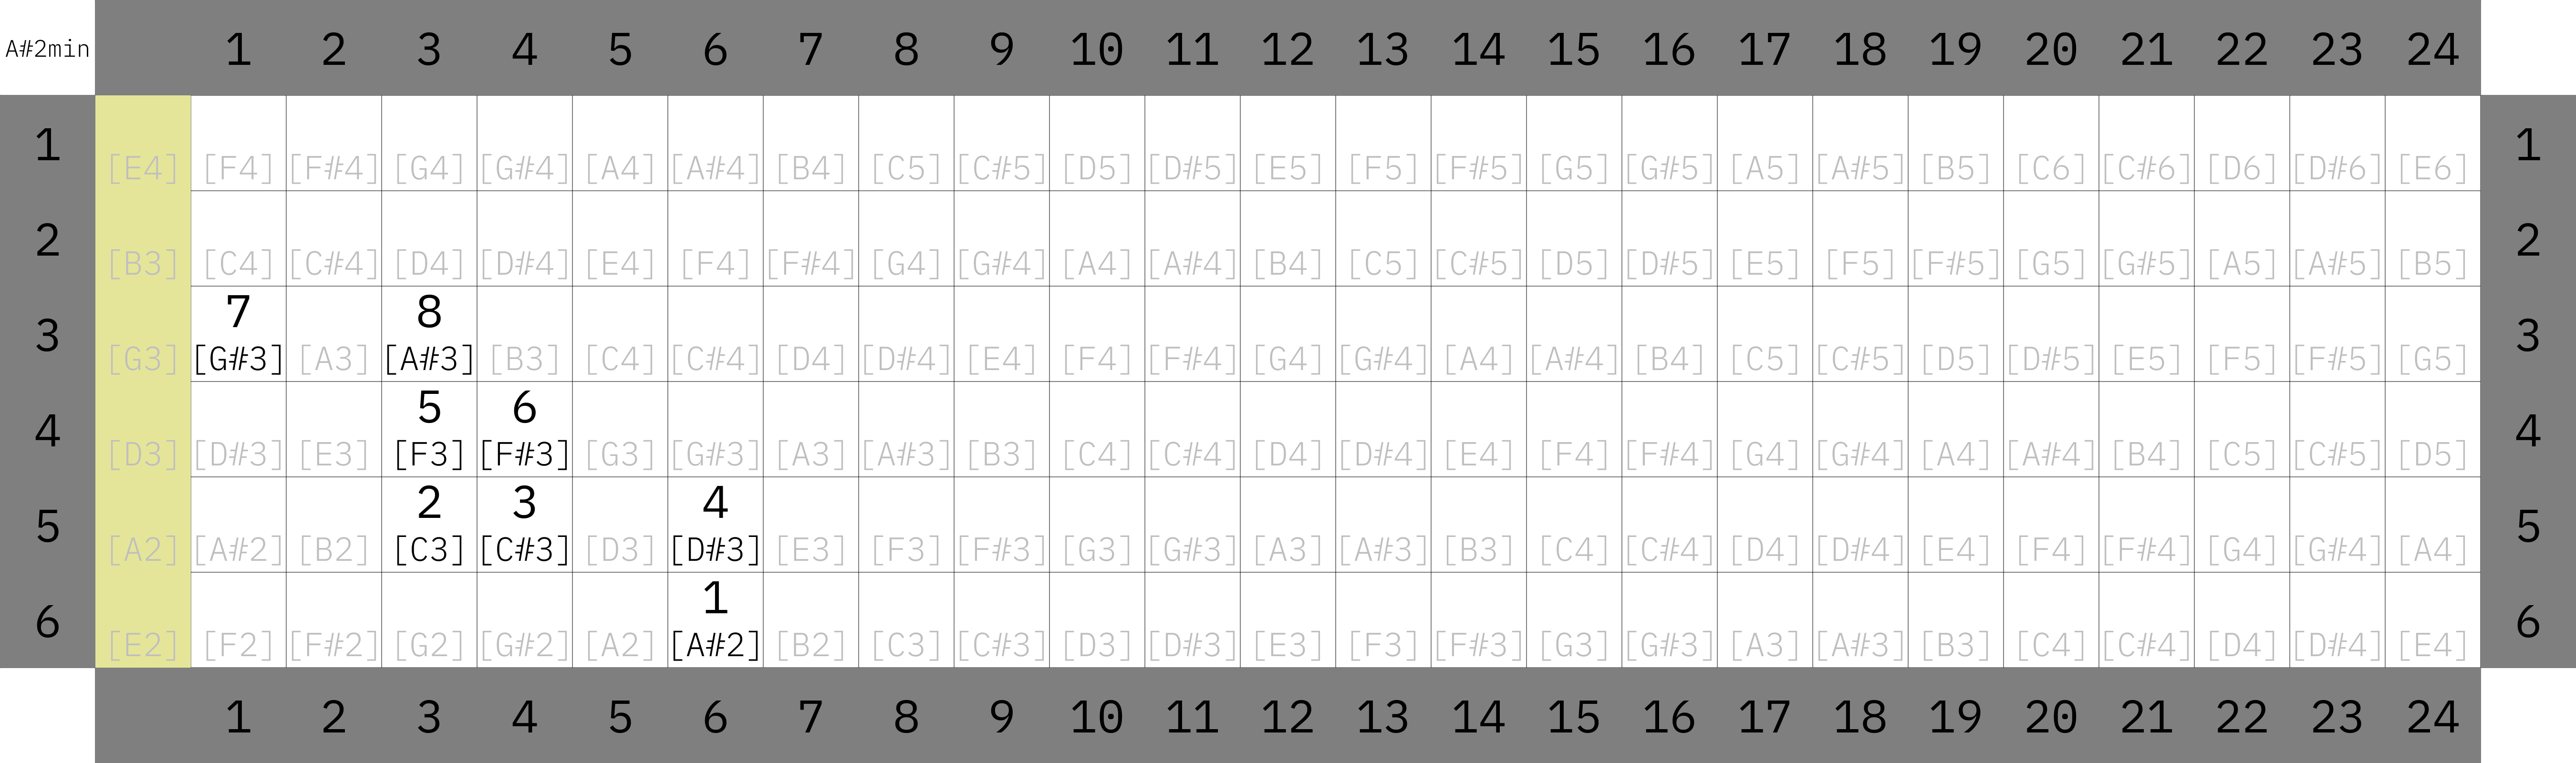 A#2min 1 2 3 4 5 6 7 8 9 10 11 12 13 14 15 16 17 18 19 20 21 22 23 24
1 [E4] [F4] [F#4] [G4] [G#4] [A4] [A#4] [B4] [C5] [C#5] [D5] [D#5] [E5] [F5] [F#5] [G5] [G#5] [A5] [A#5] [B5] [C6] [C#6] [D6] [D#6] [E6] 1
2 [B3] [C4] [C#4] [D4] [D#4] [E4] [F4] [F#4] [G4] [G#4] [A4] [A#4] [B4] [C5] [C#5] [D5] [D#5] [E5] [F5] [F#5] [G5] [G#5] [A5] [A#5] [B5] 2
7 8
3 [G3] [G#3] [A3] [A#3] [B3] [C4] [C#4] [D4] [D#4] [E4] [F4] [F#4] [G4] [G#4] [A4] [A#4] [B4] [C5] [C#5] [D5] [D#5] [E5] [F5] [F#5] [G5] 3
5 6
4 [D3] [D#3] [E3] [F3] [F#3] [G3] [G#3] [A3] [A#3] [B3] [C4] [C#4] [D4] [D#4] [E4] [F4] [F#4] [G4] [G#4] [A4] [A#4] [B4] [C5] [C#5] [D5] 4
2 3 4
5 [A2] [A#2] [B2] [C3] [C#3] [D3] [D#3] [E3] [F3] [F#3] [G3] [G#3] [A3] [A#3] [B3] [C4] [C#4] [D4] [D#4] [E4] [F4] [F#4] [G4] [G#4] [A4] 5
1
6 [E2] [F2] [F#2] [G2] [G#2] [A2] [A#2] [B2] [C3] [C#3] [D3] [D#3] [E3] [F3] [F#3] [G3] [G#3] [A3] [A#3] [B3] [C4] [C#4] [D4] [D#4] [E4] 6
1 2 3 4 5 6 7 8 9 10 11 12 13 14 15 16 17 18 19 20 21 22 23 24